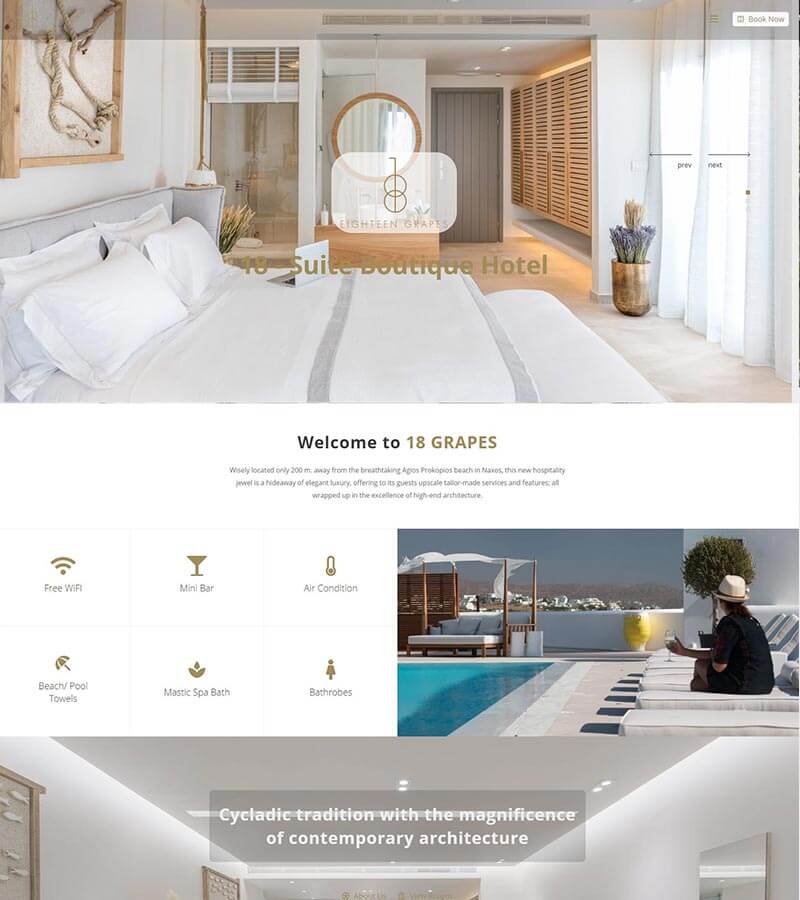 Book Now
prev
next
EIGHTEEN GRAPES
18 - Suite Boutique Hotel
Welcome to 18 GRAPES
Wisely located only 200 m. away from the breathtaking Agios Prokopios beach in Naxos, this new hospitality
jewel is a hideaway of elegant luxury, offering to its guests upscale tailor-made services and features; all
wrapped up in the excellence of high-end architecture.
Free WiFI
Mini Bar
Air Condition
Beach/ Pool
Towels
Mastic Spa Bath
Bathrobes
Cycladic tradition with the magnificence
of contemporary architecture
About Us